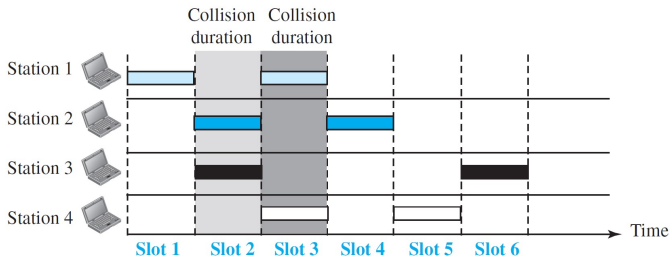 Collision Collision
duration duration
Station 1
Station 2
Station 3
Station 4
Time
Slot 1 Slot 2 Slot 3 Slot 4 Slot 5 Slot 6